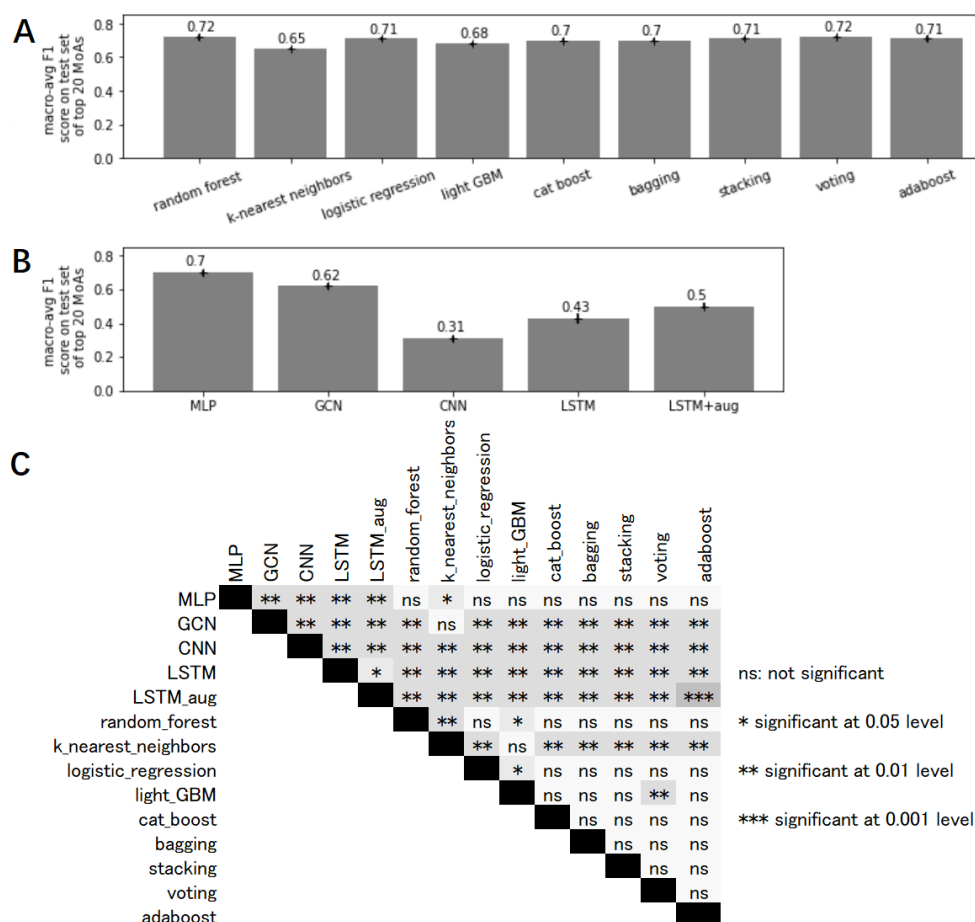 A
macro-avg F1
score on test set
of top 20 MoAs
0.8
0.6
0.4
0.2
0.0
0.72
0.65
0.71
0.68
0.7
0.7
0.71
0.72
0.71
random forest
k-nearest neighbors
logistic regression
light GBM
cat boost
bagging
stacking
voting
adaboost
B
macro-avg F1
score on test set
of top 20 MoAs
0.8
0.6
0.4
0.2
0.0
0.7
0.62
0.31
0.43
0.5
MLP
GCN
CNN
LSTM
LSTM+aug
C
MLP
GCN
CNN
LSTM
LSTM_aug
random_forest
k_nearest_neighbors
logistic_regression
light_GBM
cat_boost
bagging
stacking
voting
adaboost
MLP ** ** ** ** ns * ns ns ns ns ns ns ns
GCN ** ** ** ** ns ** ** ** ** ** ** **
CNN ** ** ** ** ** ** ** ** ** ** **
LSTM * ** ** ** ** ** ** ** ** **
LSTM_aug ** ** ** ** ** ** ** ** ***
random_forest ** ns * ns ns ns ns ns
k_nearest_neighbors ** ns ** ** ** ** **
logistic_regression * ns ns ns ns ns
light_GBM ns ns ns ** ns
cat_boost ns ns ns ns
bagging ns ns ns
stacking ns ns
voting ns
adaboost
ns: not significant
* significant at 0.05 level
** significant at 0.01 level
*** significant at 0.001 level